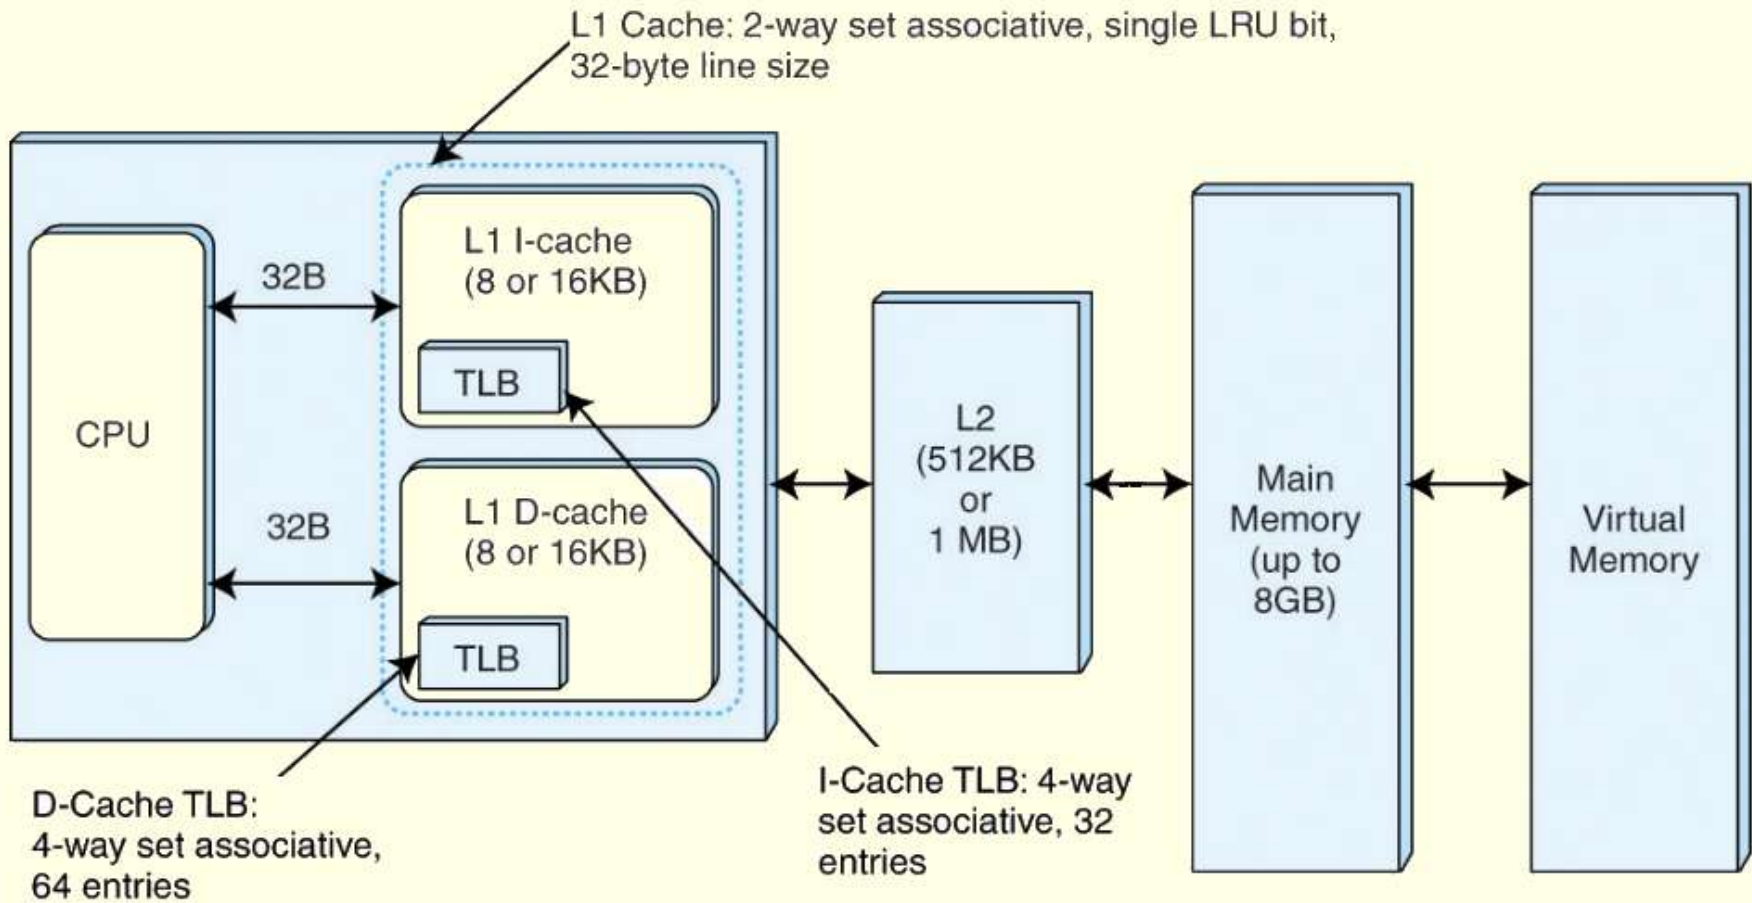 L1 Cache: 2-way set associative, single LRU bit,
32-byte line size
CPU
32B
32B
L1 I-cache
(8 or 16KB)
TLB
L1 D-cache
(8 or 16KB)
TLB
L2
(512KB
or
1 MB)
Main
Memory
(up to
8GB)
Virtual
Memory
D-Cache TLB:
4-way set associative,
64 entries
I-Cache TLB: 4-way
set associative, 32
entries